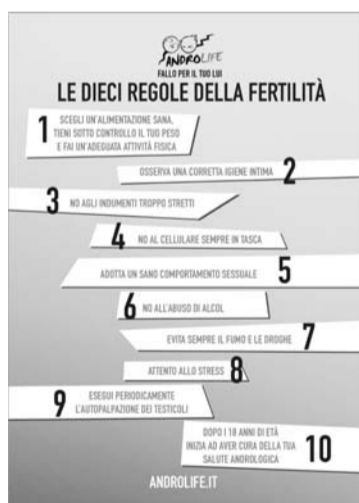 ANDROLIFE
FALLO PER IL TUO LUI
LE DIECI REGOLE DELLA FERTILITÀ
1 SCEGLI UN'ALIMENTAZIONE SANA,
TIENI SOTTO CONTROLLO IL TUO PESO
E FAI UN'ADEGUATA ATTIVITÀ FISICA
OSSERVA UNA CORRETTA IGIENE INTIMA 2
3 NO AGLI INDUMENTI TROPPO STRETTI
4 NO AL CELLULARE SEMPRE IN TASCA
ADOTTA UN SANO COMPORTAMENTO SESSUALE 5
6 NO ALL'ABUSO DI ALCOL
EVITA SEMPRE IL FUMO E LE DROGHE 7
ATTENTO ALLO STRESS 8
9 ESEGUI PERIODICAMENTE
L'AUTOPALPAZIONE DEI TESTICOLI
DOPO I 18 ANNI DI ETÀ
INIZIA AD AVER CURA DELLA TUA
SALUTE ANDROLOGICA 10
ANDROLIFE.IT